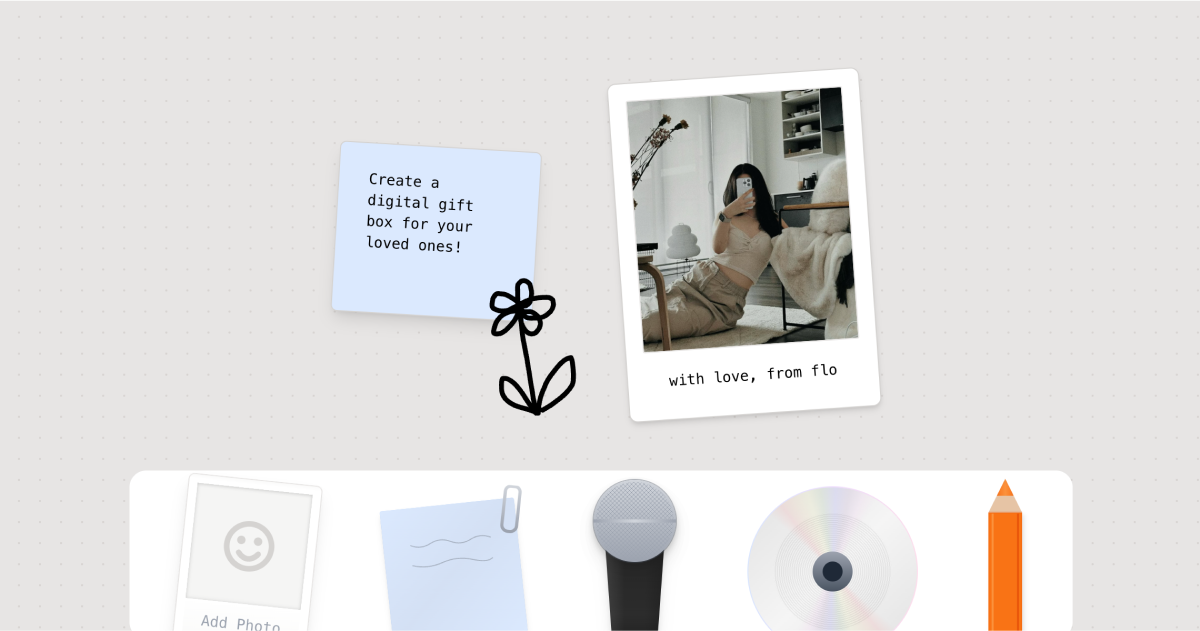 Create a
digital gift
box for your
loved ones!
with love, from flo
Add Photo